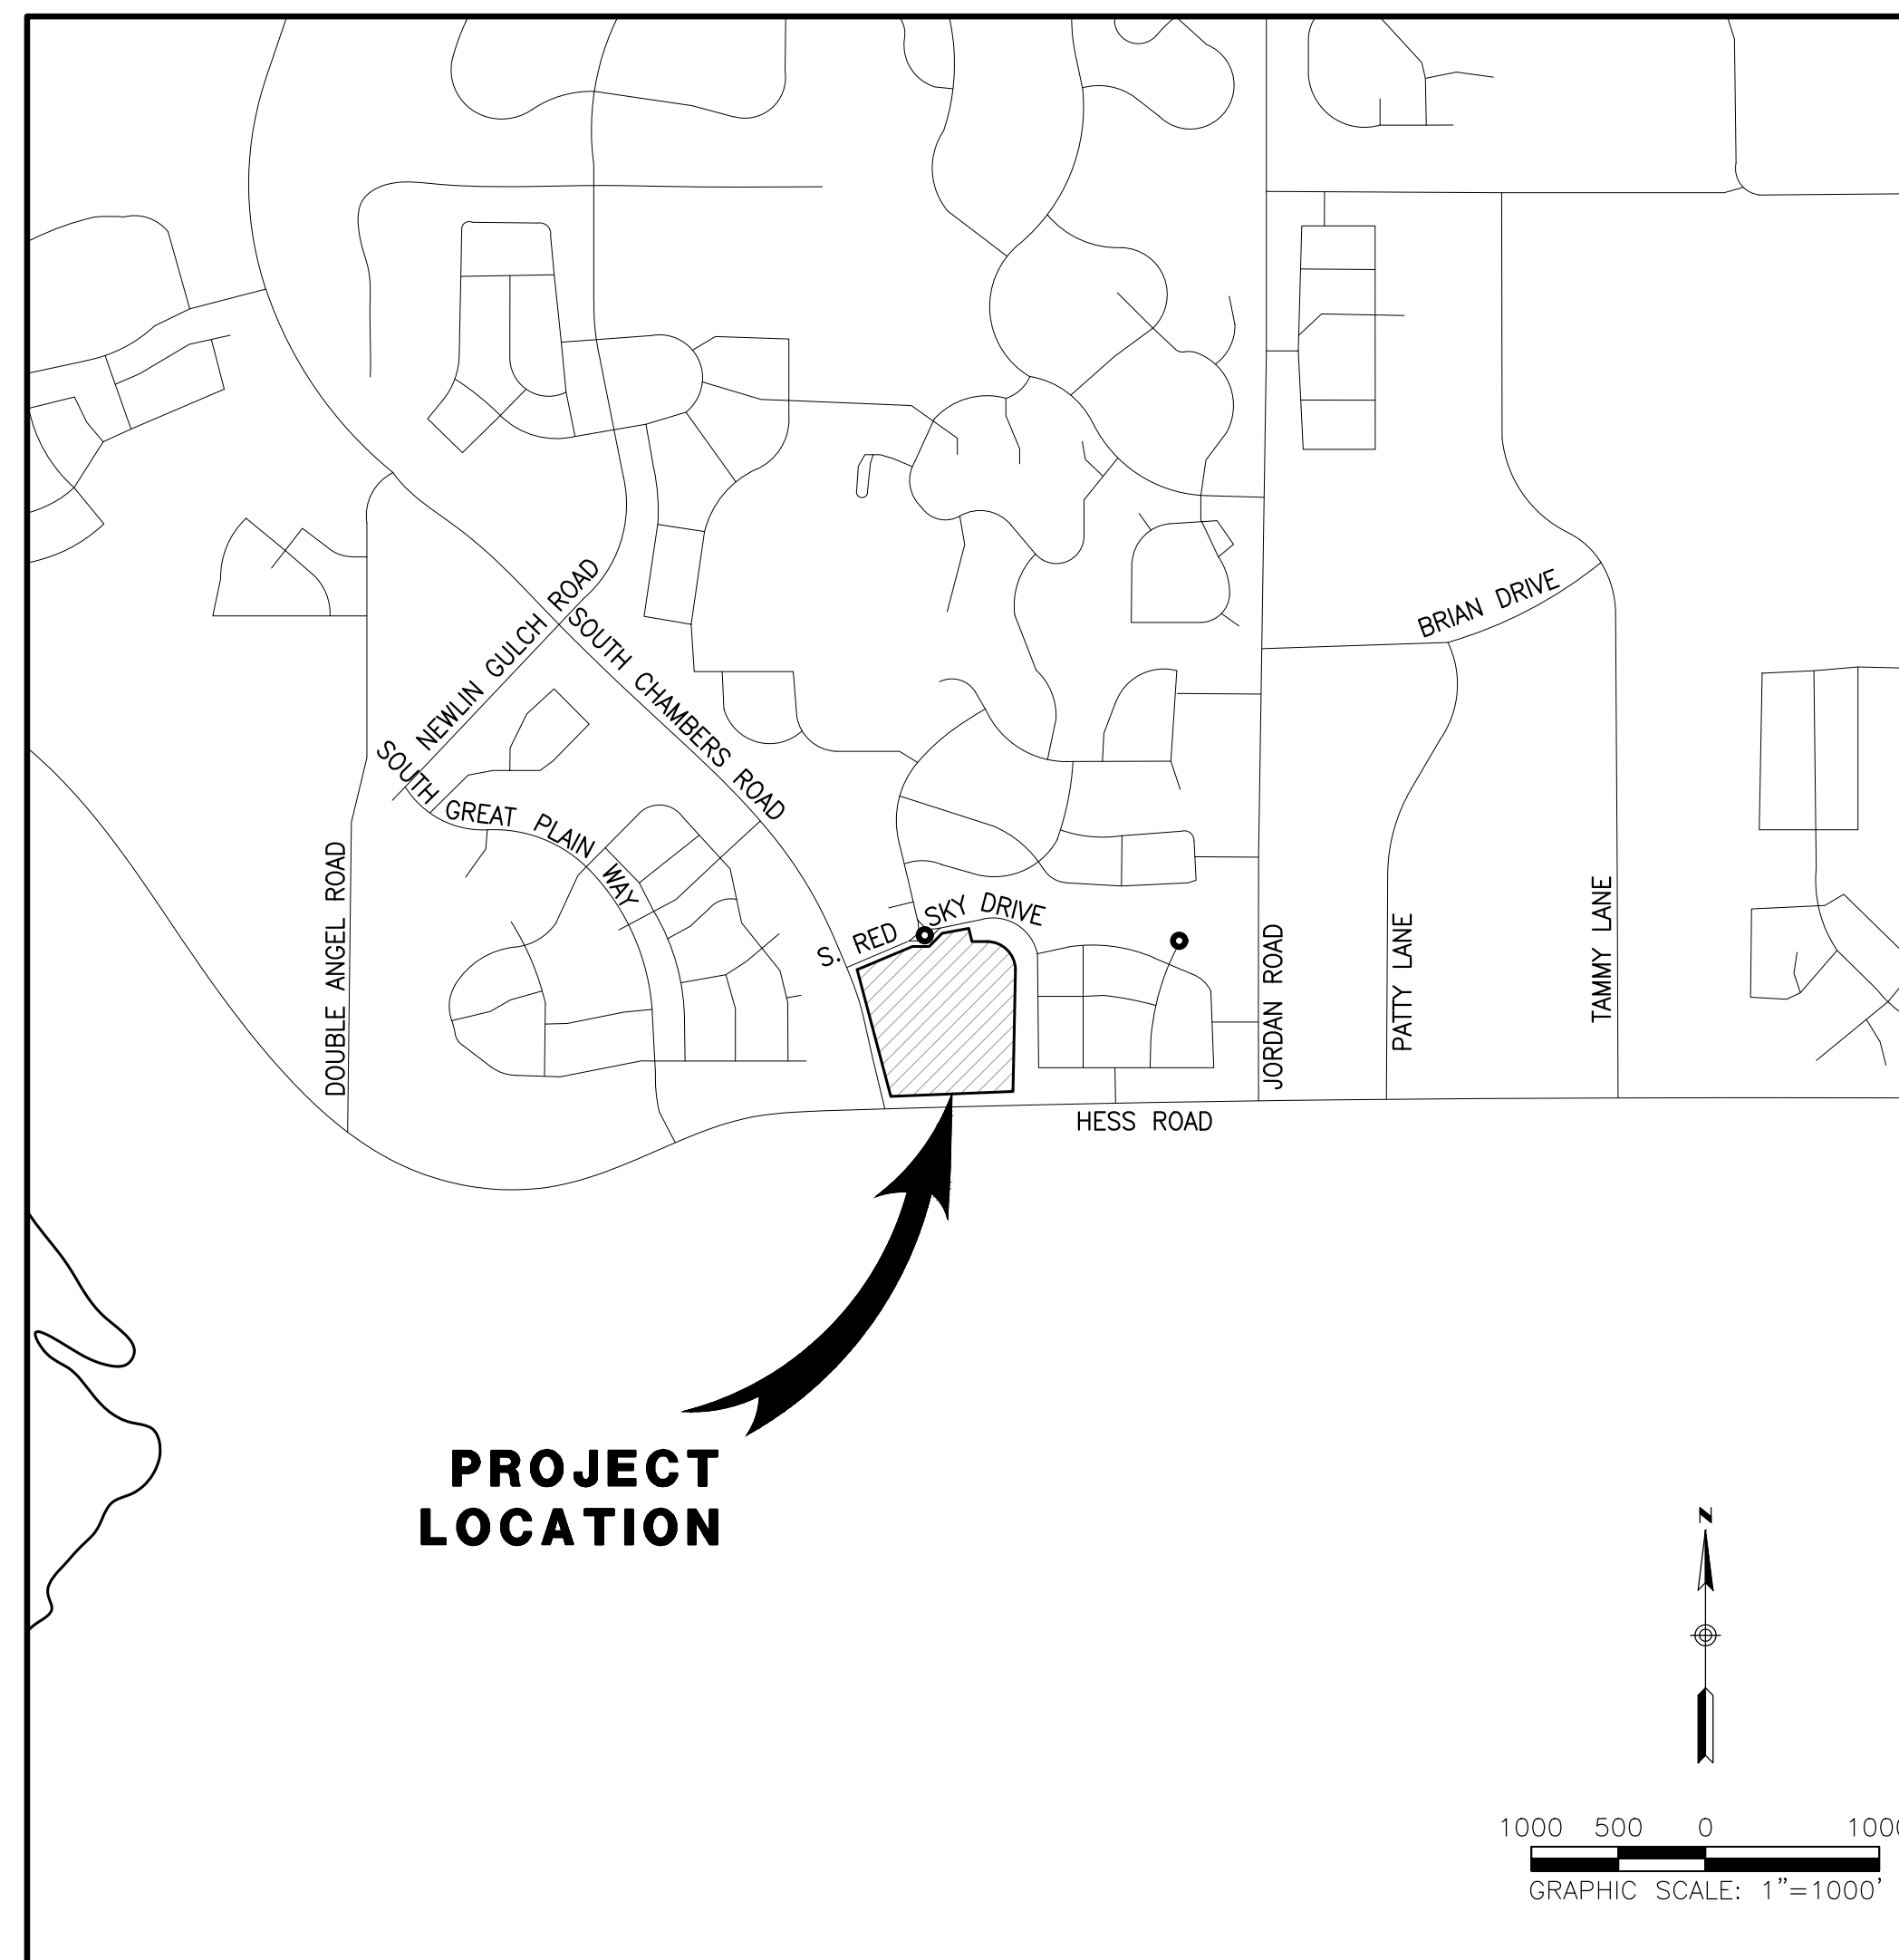 NEWLIN GULCH ROAD
SOUTH CHAMBERS ROAD
BRIAN DRIVE
SOUTH GREAT PLAIN WAY
DOUBLE ANGEL ROAD
S. RED SKY DRIVE
JORDAN ROAD
PATTY LANE
TAMMY LANE
HESS ROAD
PROJECT
LOCATION
N
1000 500 0
GRAPHIC SCALE: 1"=1000'